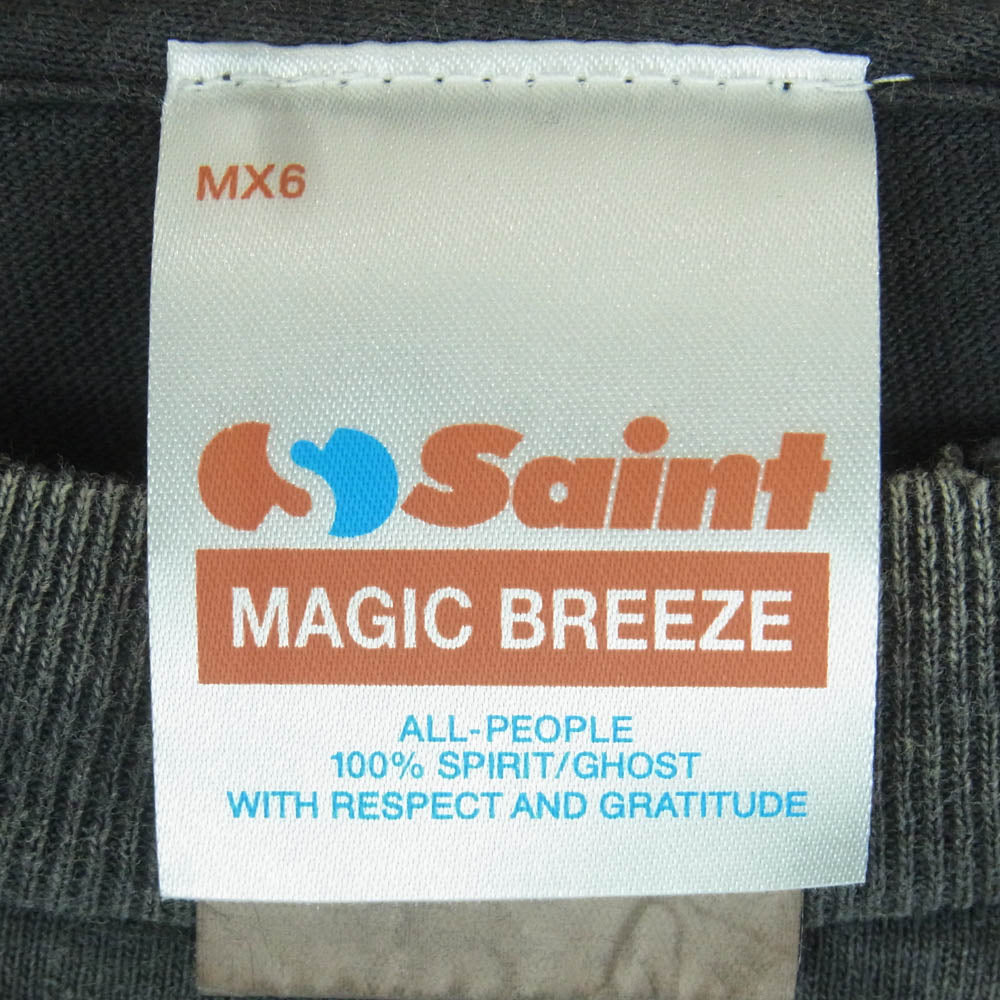 MX6
Saint
MAGIC BREEZE
ALL-PEOPLE
100% SPIRIT/GHOST
WITH RESPECT AND GRATITUDE